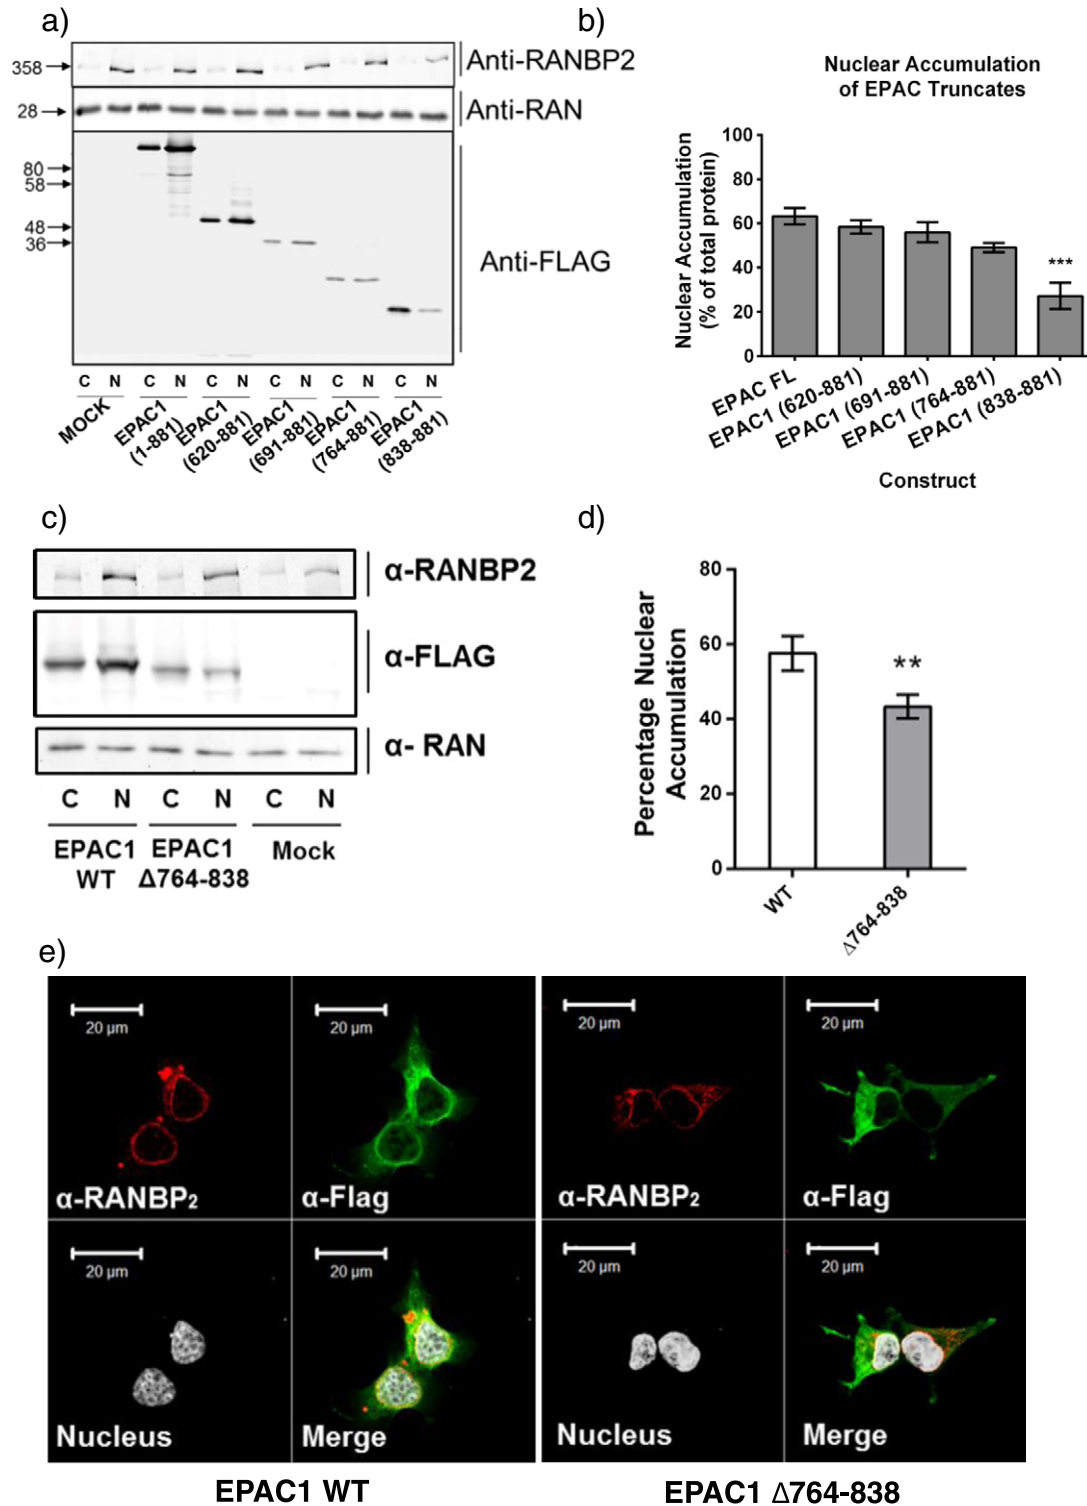 a)
358
Anti-RANBP2
28
Anti-RAN
80
58
48
36
Anti-FLAG
C N C N C N C N C N C N
MOCK
EPAC1
(1-881)
EPAC1
(620-881)
EPAC1
(691-881)
EPAC1
(764-881)
EPAC1
(838-881)
b)
Nuclear Accumulation
of EPAC Truncates
Nuclear Accumulation
(% of total protein)
100
80
60
40
20
0
***
EPAC FL
EPAC1 (620-881)
EPAC1 (691-881)
EPAC1 (764-881)
EPAC1 (838-881)
Construct
c)
α-RANBP2
α-FLAG
α- RAN
C N C N C N
EPAC1
WT
EPAC1
Δ764-838
Mock
d)
Percentage Nuclear
Accumulation
80
60
40
20
0
**
WT
Δ764-838
e)
20 µm
α-RANBP2
20 µm
α-Flag
20 µm
α-RANBP2
20 µm
α-Flag
20 µm
Nucleus
20 µm
Merge
20 µm
Nucleus
20 µm
Merge
EPAC1 WT
EPAC1 Δ764-838